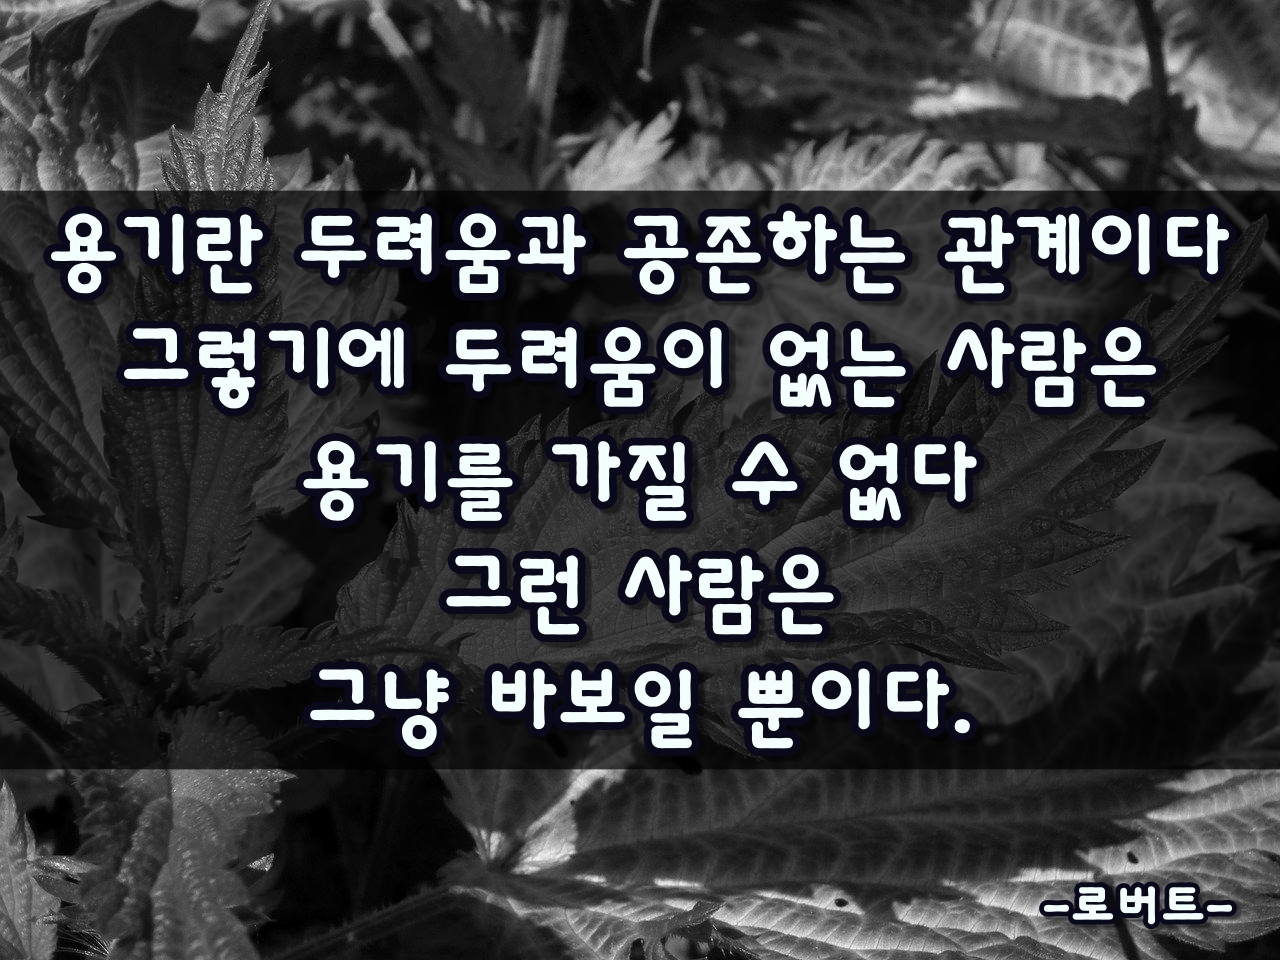 용기란 두려움과 공존하는 관계이다
그렇기에 두려움이 없는 사람은
용기를 가질 수 없다
그런 사람은
그냥 바보일 뿐이다.
-로버트-